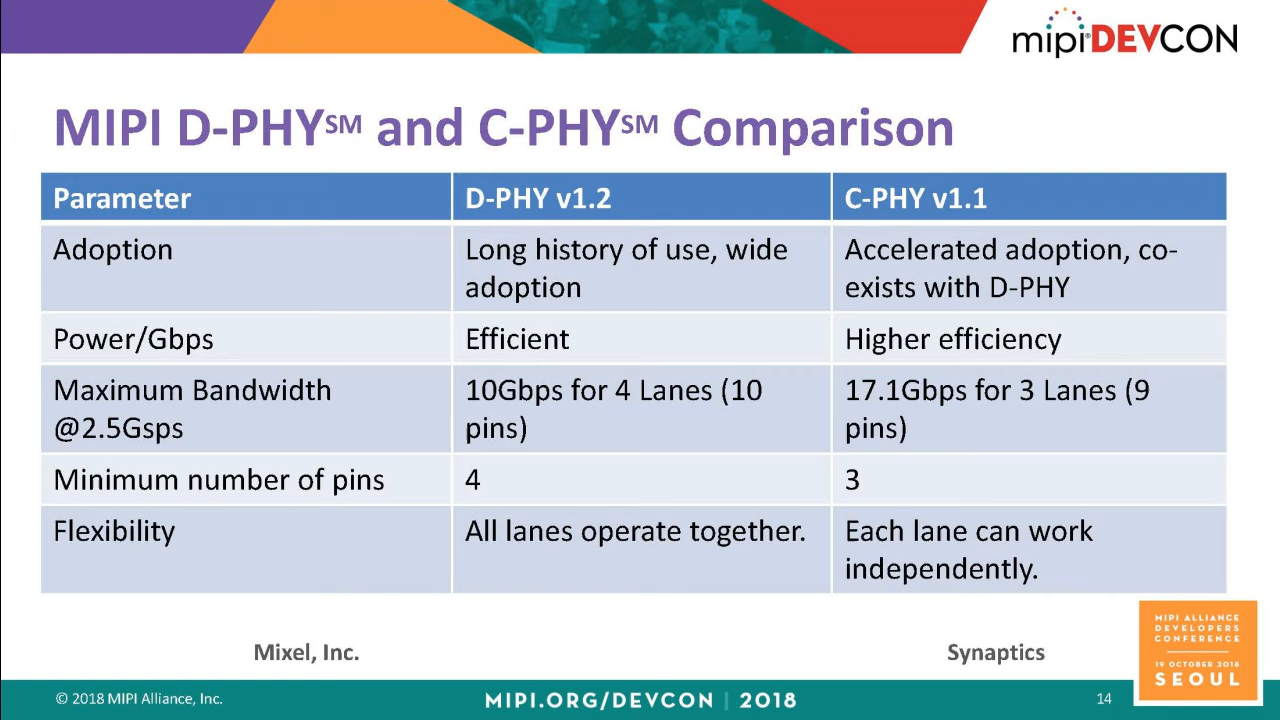 mipi DEVCON
MIPI D-PHY℠ and C-PHY℠ Comparison
Parameter
D-PHY v1.2
C-PHY v1.1
Adoption
Long history of use, wide
adoption
Accelerated adoption, co-
exists with D-PHY
Power/Gbps
Efficient
Higher efficiency
Maximum Bandwidth
@2.5Gsps
10Gbps for 4 Lanes (10
pins)
17.1Gbps for 3 Lanes (9
pins)
Minimum number of pins
4
3
Flexibility
All lanes operate together.
Each lane can work
independently.
Mixel, Inc.
Synaptics
MIPI ALLIANCE
DEVELOPERS
CONFERENCE
19 OCTOBER 2018
SEOUL
© 2018 MIPI Alliance, Inc.
MIPI.ORG/DEVCON | 2018
14